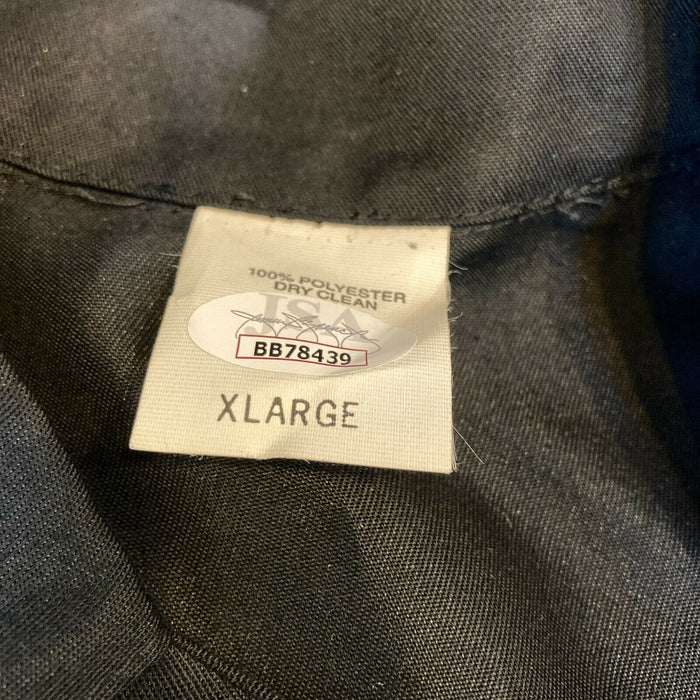 100% POLYESTER
DRY CLEAN
JSA
BB78439
XLARGE